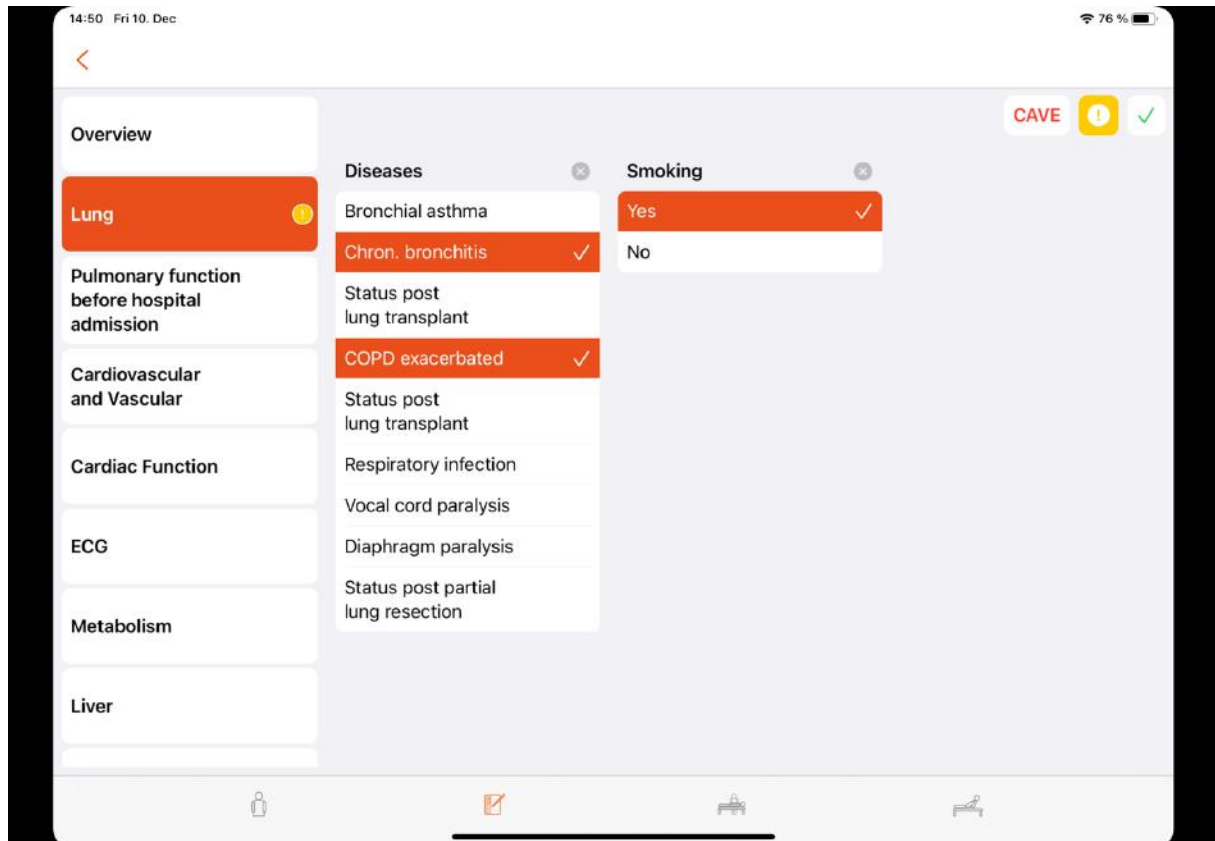 14:50 Fri 10. Dec
76 %
CAVE
Overview
Lung
Pulmonary function
before hospital
admission
Cardiovascular
and Vascular
Cardiac Function
ECG
Metabolism
Liver
Diseases
Bronchial asthma
Chron. bronchitis
Status post
lung transplant
COPD exacerbated
Status post
lung transplant
Respiratory infection
Vocal cord paralysis
Diaphragm paralysis
Status post partial
lung resection
Smoking
Yes
No